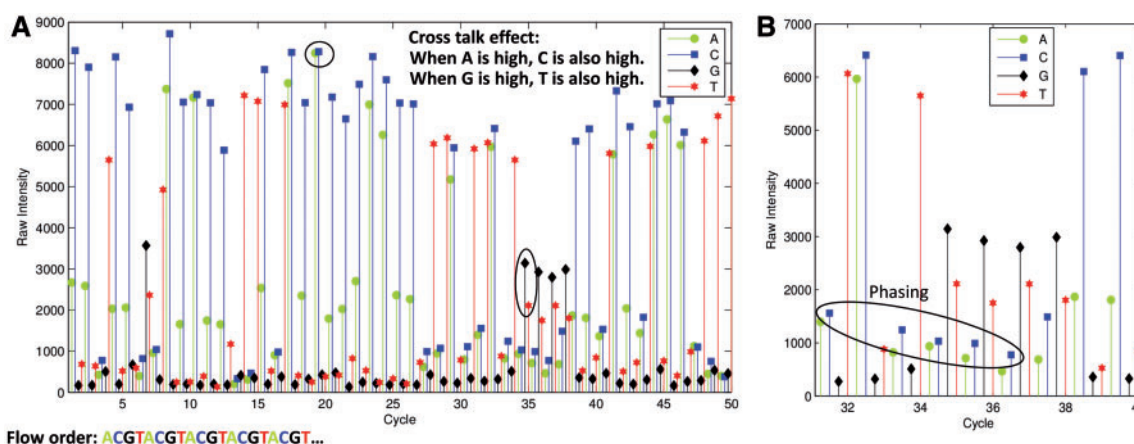 A
9000
8000
7000
6000
5000
4000
3000
2000
1000
0
Raw Intensity
Cross talk effect:
When A is high, C is also high.
When G is high, T is also high.
A
C
G
T
5
10
15
20
25
30
35
40
45
50
Cycle
Flow order: ACGTACGTACGTACGTACGT...
B
7000
6000
5000
4000
3000
2000
1000
0
Raw Intensity
A
C
G
T
Phasing
32
34
36
38
Cycle